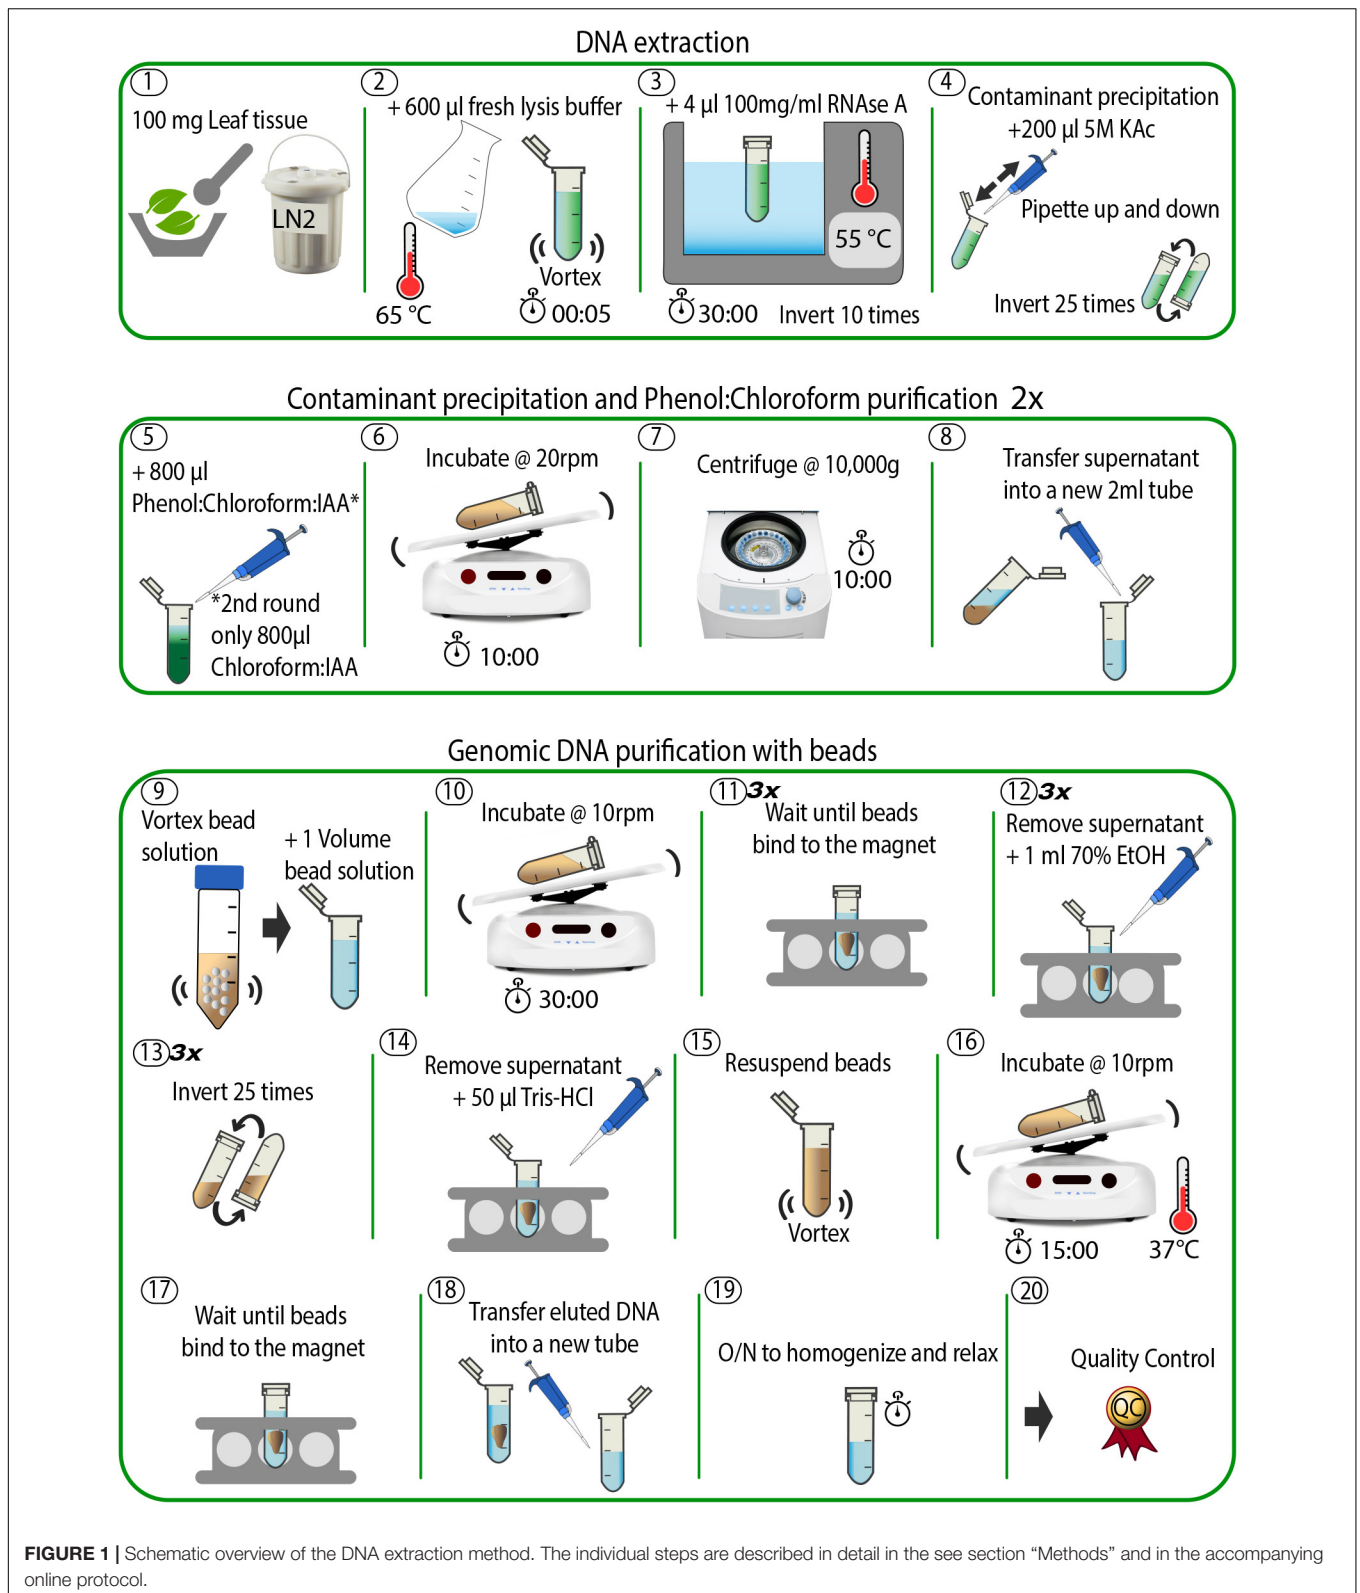 DNA extraction
1
100 mg Leaf tissue
LN2
2
+ 600 µl fresh lysis buffer
65 °C
Vortex
00:05
3
+ 4 µl 100mg/ml RNAse A
55 °C
30:00
Invert 10 times
4
Contaminant precipitation
+200 µl 5M KAc
Pipette up and down
Invert 25 times
Contaminant precipitation and Phenol:Chloroform purification 2x
5
+ 800 µl
Phenol:Chloroform:IAA*
*2nd round
only 800µl
Chloroform:IAA
6
Incubate @ 20rpm
10:00
7
Centrifuge @ 10,000g
10:00
8
Transfer supernatant
into a new 2ml tube
Genomic DNA purification with beads
9
Vortex bead
solution
+ 1 Volume
bead solution
10
Incubate @ 10rpm
30:00
11 3x
Wait until beads
bind to the magnet
12 3x
Remove supernatant
+ 1 ml 70% EtOH
13 3x
Invert 25 times
14
Remove supernatant
+ 50 µl Tris-HCl
15
Resuspend beads
Vortex
16
Incubate @ 10rpm
15:00
37°C
17
Wait until beads
bind to the magnet
18
Transfer eluted DNA
into a new tube
19
O/N to homogenize and relax
20
Quality Control
QC
FIGURE 1 | Schematic overview of the DNA extraction method. The individual steps are described in detail in the see section “Methods” and in the accompanying
online protocol.